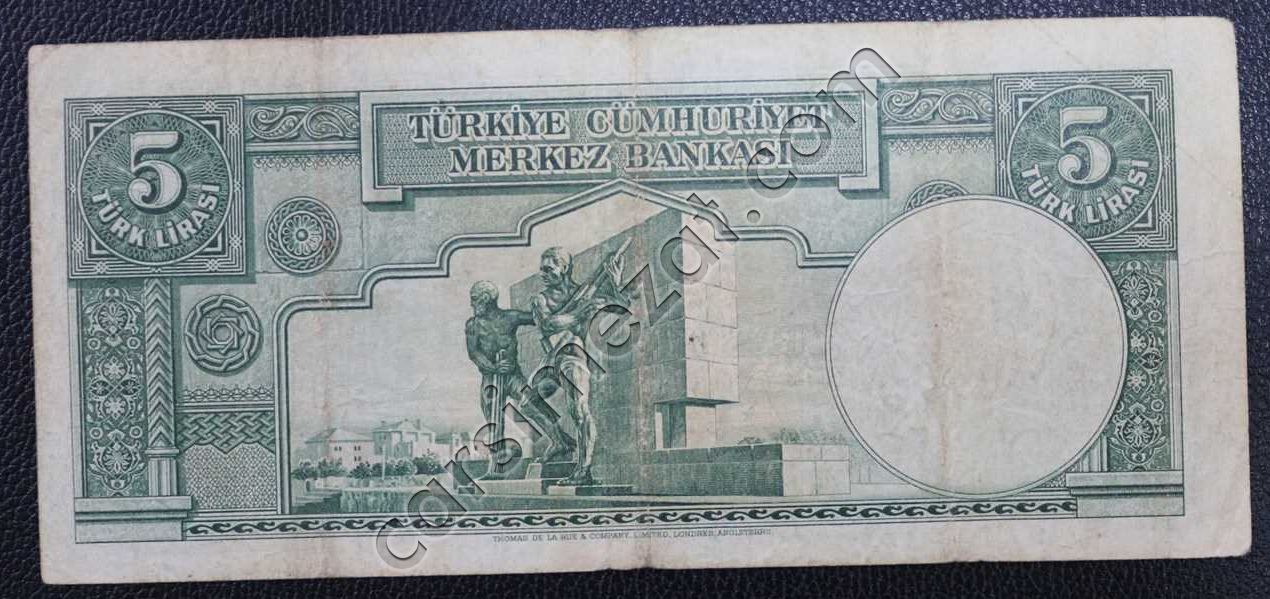 TÜRKİYE CÜMHURİYET
MERKEZ BANKASI
5
TÜRK LİRASI
5
TÜRK LİRASI
carsimezat.com
THOMAS DE LA RUE & COMPANY, LIMITED, LONDRES, ANGLETERRE.